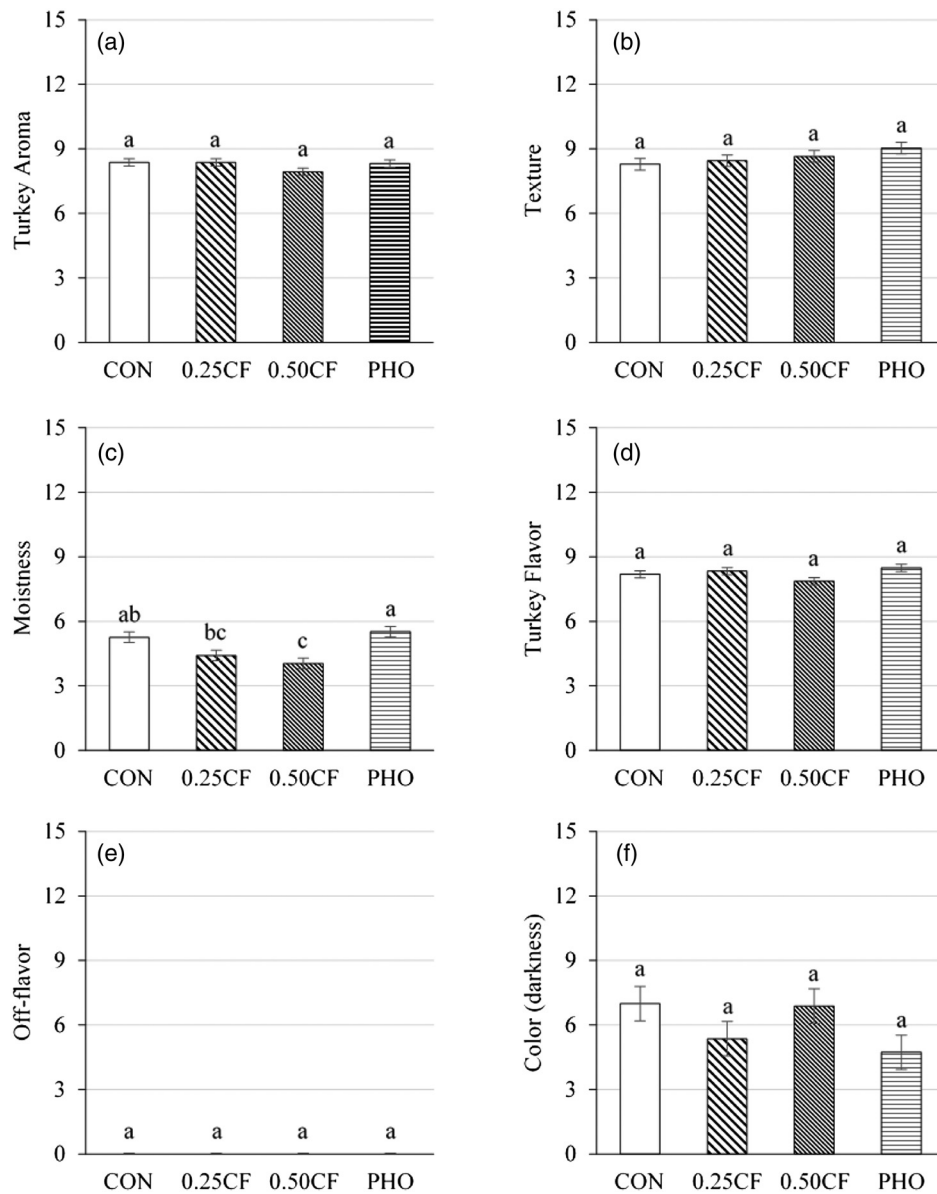 (a)
Turkey Aroma
15
12
9
6
3
0
a a a a
CON 0.25CF 0.50CF PHO
(b)
Texture
15
12
9
6
3
0
a a a a
CON 0.25CF 0.50CF PHO
(c)
Moistness
15
12
9
6
3
0
ab bc c a
CON 0.25CF 0.50CF PHO
(d)
Turkey Flavor
15
12
9
6
3
0
a a a a
CON 0.25CF 0.50CF PHO
(e)
Off-flavor
15
12
9
6
3
0
a a a a
CON 0.25CF 0.50CF PHO
(f)
Color (darkness)
15
12
9
6
3
0
a a a a
CON 0.25CF 0.50CF PHO